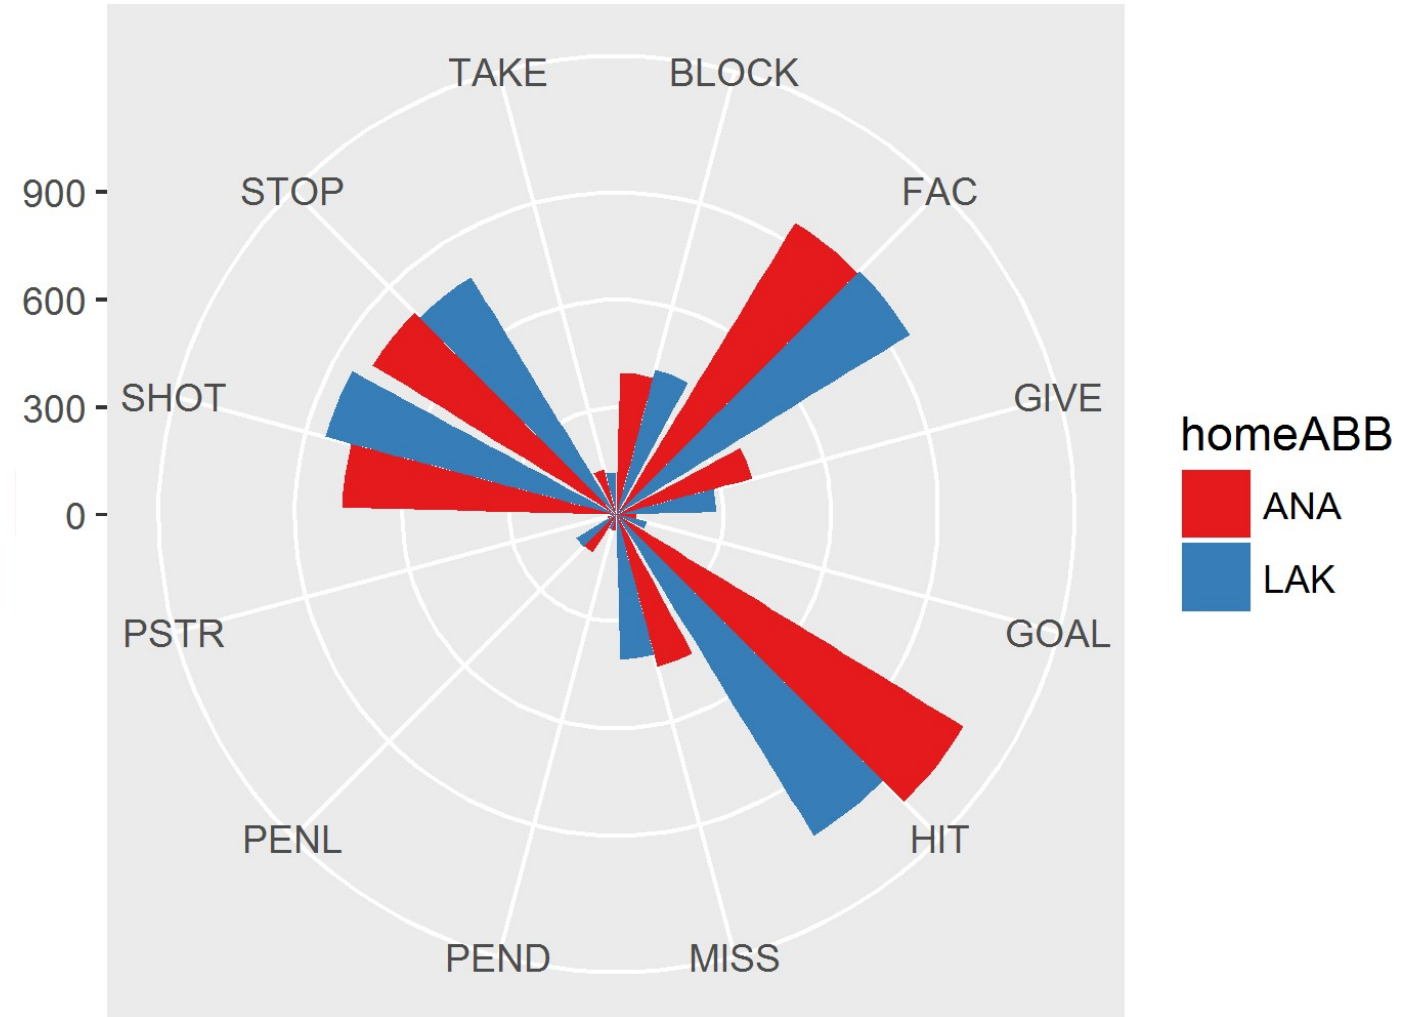 TAKE
BLOCK
STOP
FAC
900
600
300
0
SHOT
GIVE
PSTR
GOAL
PENL
HIT
PEND
MISS
homeABB
ANA
LAK